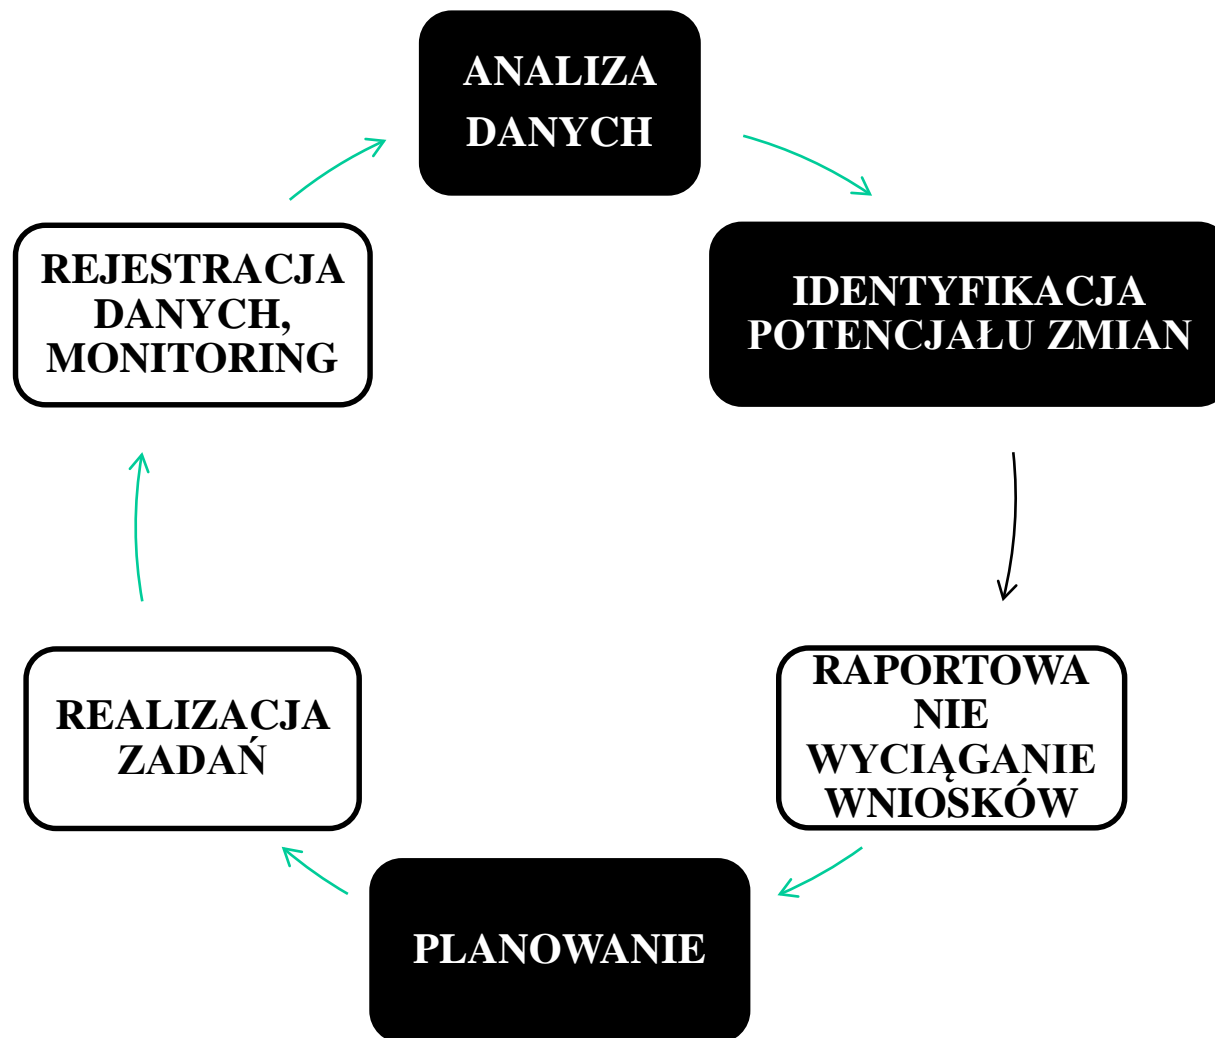 ANALIZA
DANYCH
IDENTYFIKACJA
POTENCJAŁU ZMIAN
RAPORTOWA
NIE
WYCIĄGANIE
WNIOSKÓW
PLANOWANIE
REALIZACJA
ZADAŃ
REJESTRACJA
DANYCH,
MONITORING